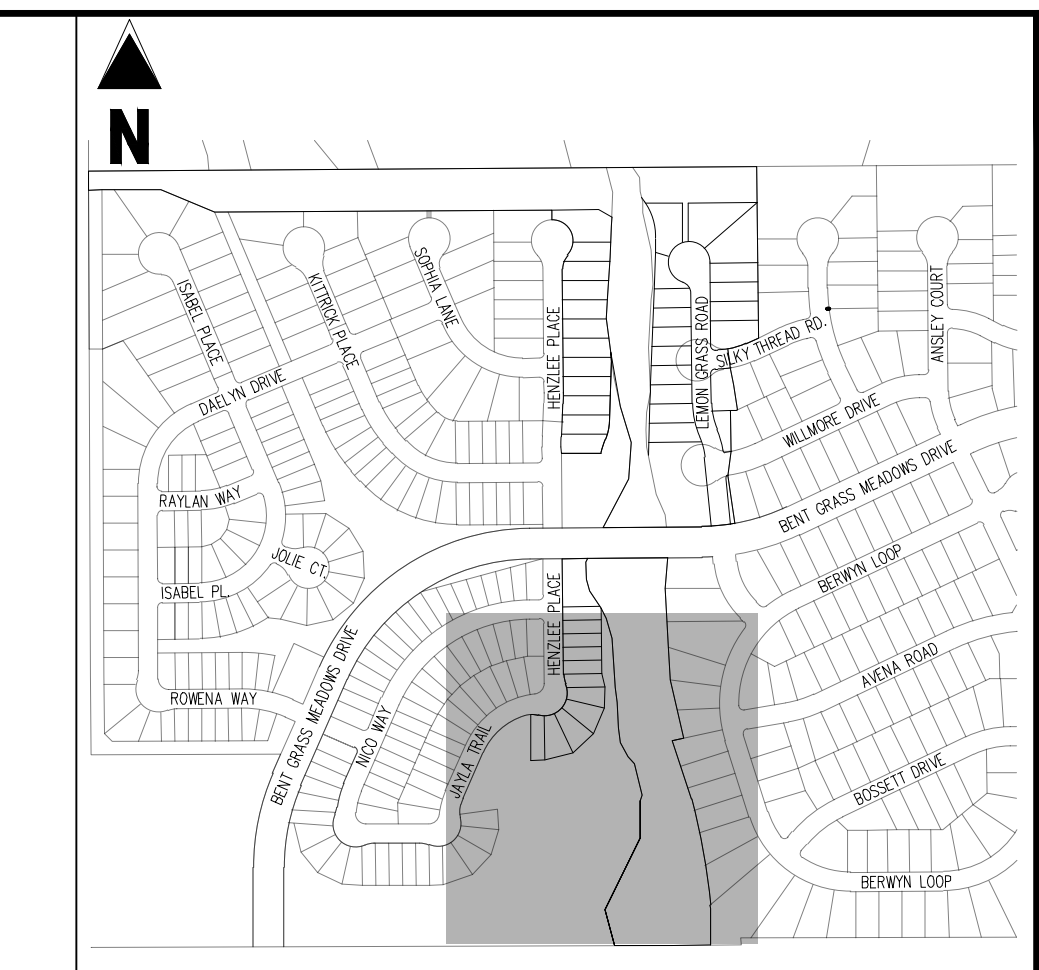 N
ISABEL PLACE
KITTRICK PLACE
SOPHIA LANE
HENZLEE PLACE
LEMON GRASS ROAD
SILKY THREAD RD.
ANSLEY COURT
DAELYN DRIVE
WILLMORE DRIVE
BENT GRASS MEADOWS DRIVE
RAYLAN WAY
JOLIE CT.
ISABEL PL.
BERWYN LOOP
HENZLEE PLACE
AVENA ROAD
ROWENA WAY
BENT GRASS MEADOWS DRIVE
NICO WAY
JAYLA TRAIL
BOSSETT DRIVE
BERWYN LOOP